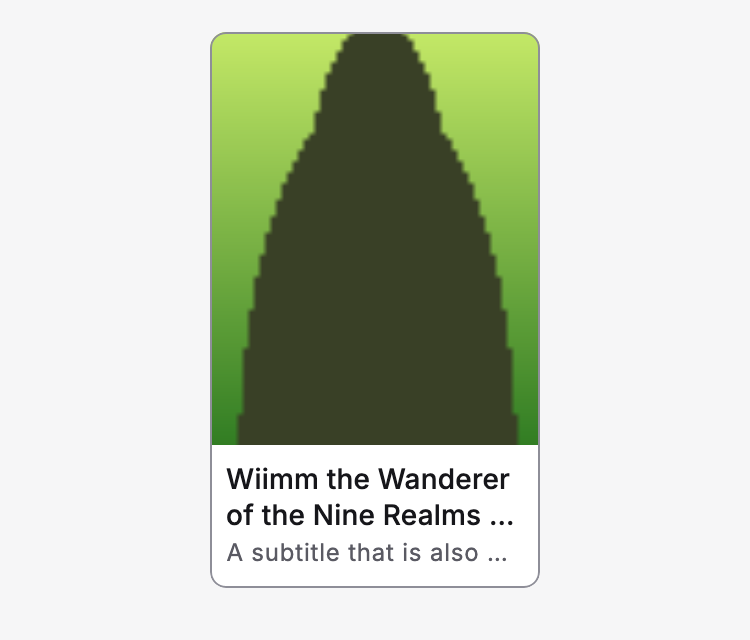 Wiimm the Wanderer
of the Nine Realms ...
A subtitle that is also ...